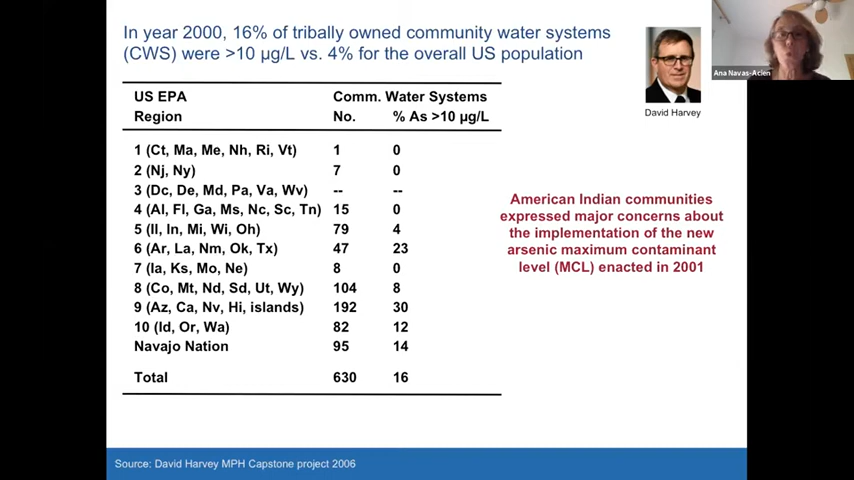 In year 2000, 16% of tribally owned community water systems
(CWS) were >10 µg/L vs. 4% for the overall US population
US EPA Comm. Water Systems
Region No. % As >10 µg/L
1 (Ct, Ma, Me, Nh, Ri, Vt) 1 0
2 (Nj, Ny) 7 0
3 (Dc, De, Md, Pa, Va, Wv) -- --
4 (Al, Fl, Ga, Ms, Nc, Sc, Tn) 15 0
5 (Il, In, Mi, Wi, Oh) 79 4
6 (Ar, La, Nm, Ok, Tx) 47 23
7 (Ia, Ks, Mo, Ne) 8 0
8 (Co, Mt, Nd, Sd, Ut, Wy) 104 8
9 (Az, Ca, Nv, Hi, islands) 192 30
10 (Id, Or, Wa) 82 12
Navajo Nation 95 14
Total 630 16
David Harvey
Ana Navas-Acien
American Indian communities
expressed major concerns about
the implementation of the new
arsenic maximum contaminant
level (MCL) enacted in 2001
Source: David Harvey MPH Capstone project 2006